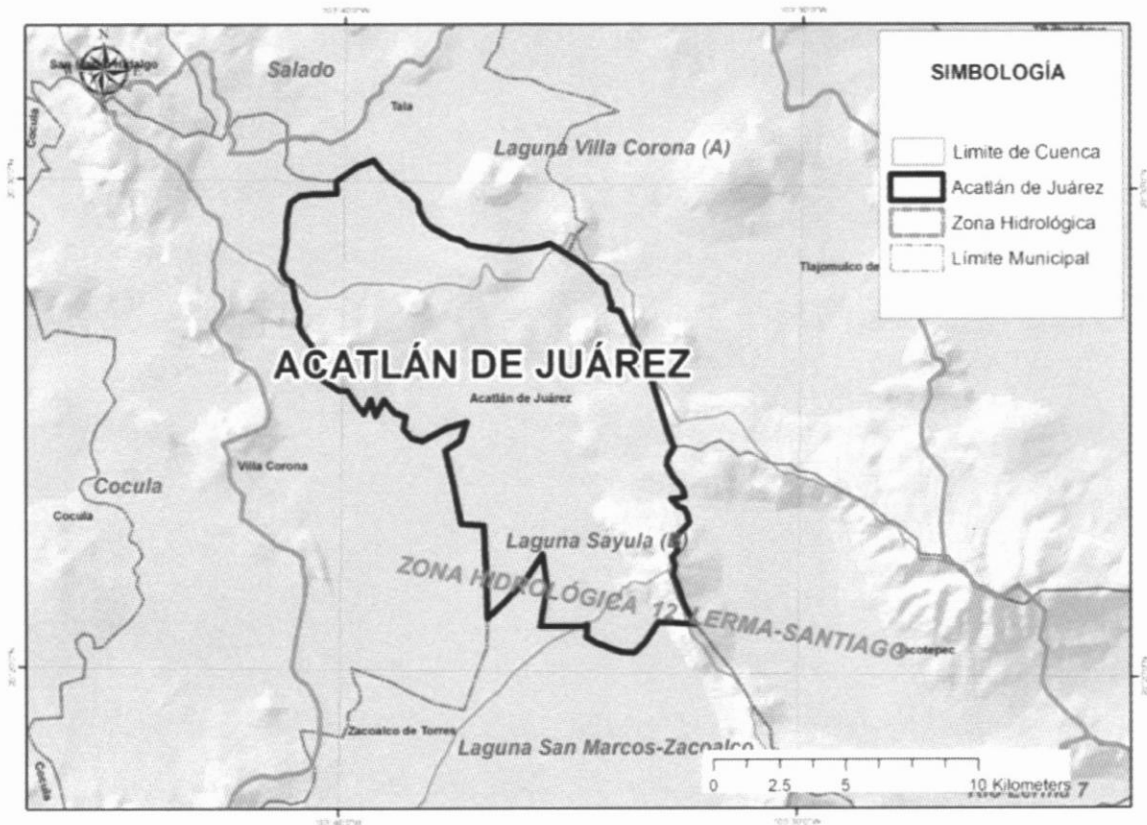 N
Salado
Tala
Cocula
Laguna Villa Corona (A)
SIMBOLOGÍA
Limite de Cuenca
Acatlán de Juárez
Zona Hidrológica
Límite Municipal
Tlajomulco de
ACATLÁN DE JUÁREZ
Acatlán de Juárez
Villa Corona
Cocula
Cocula
Laguna Sayula
ZONA HIDROLÓGICA 12 LERMA-SANTIAGO
Zacoalco de Torres
Laguna San Marcos-Zacoalco
0 2.5 5 10 Kilometers
Cocula